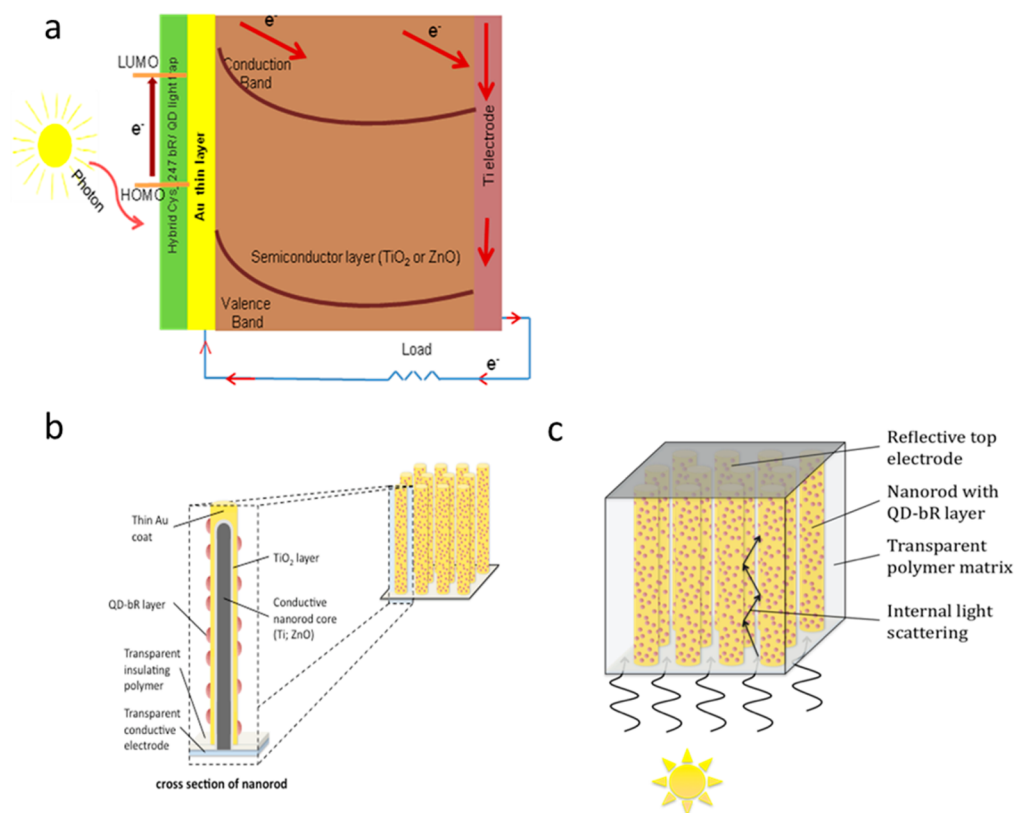 a
e-
e-
LUMO
Conduction
Band
e-
HOMO
Photon
Hybrid Cys 247 bR/ QD light trap
Au thin layer
Ti electrode
Semiconductor layer (TiO2 or ZnO)
Valence
Band
Load
e-
b
Thin Au
coat
TiO2 layer
QD-bR layer
Conductive
nanorod core
(Ti; ZnO)
Transparent
insulating
polymer
Transparent
conductive
electrode
cross section of nanorod
c
Reflective top
electrode
Nanorod with
QD-bR layer
Transparent
polymer matrix
Internal light
scattering